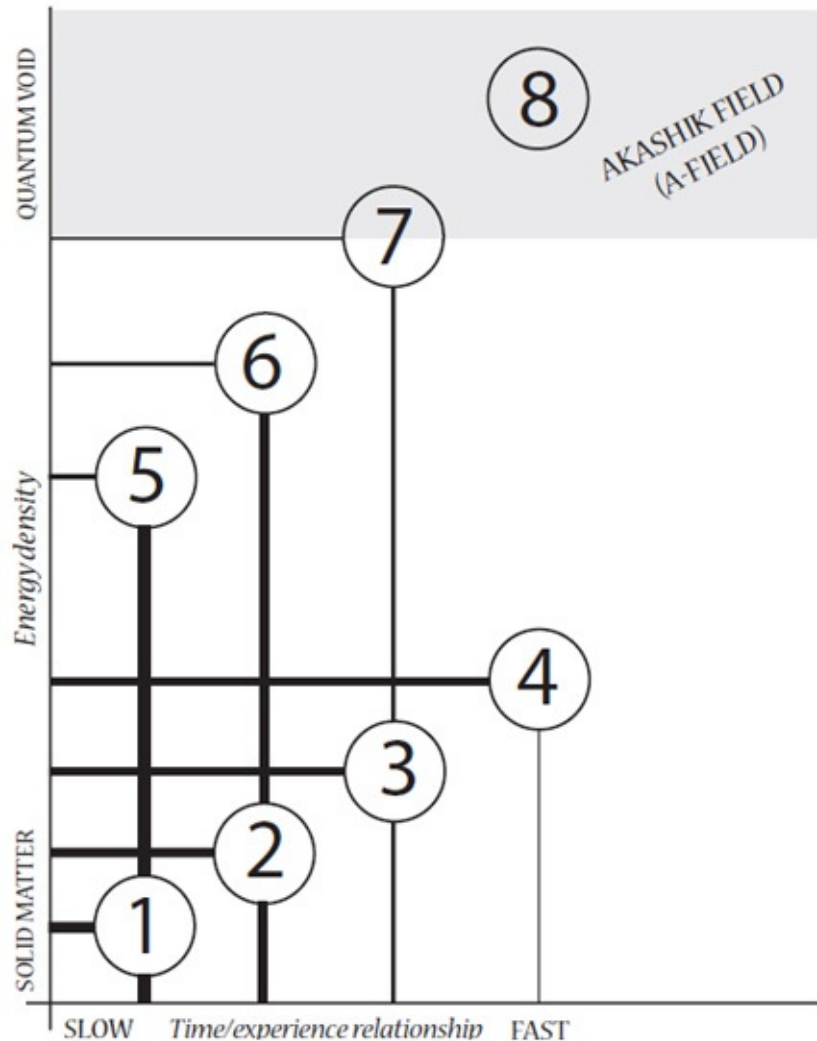 QUANTUM VOID
8
AKASHIK FIELD
(A-FIELD)
7
6
5
Energy density
4
3
2
1
SOLID MATTER
SLOW Time/experience relationship FAST